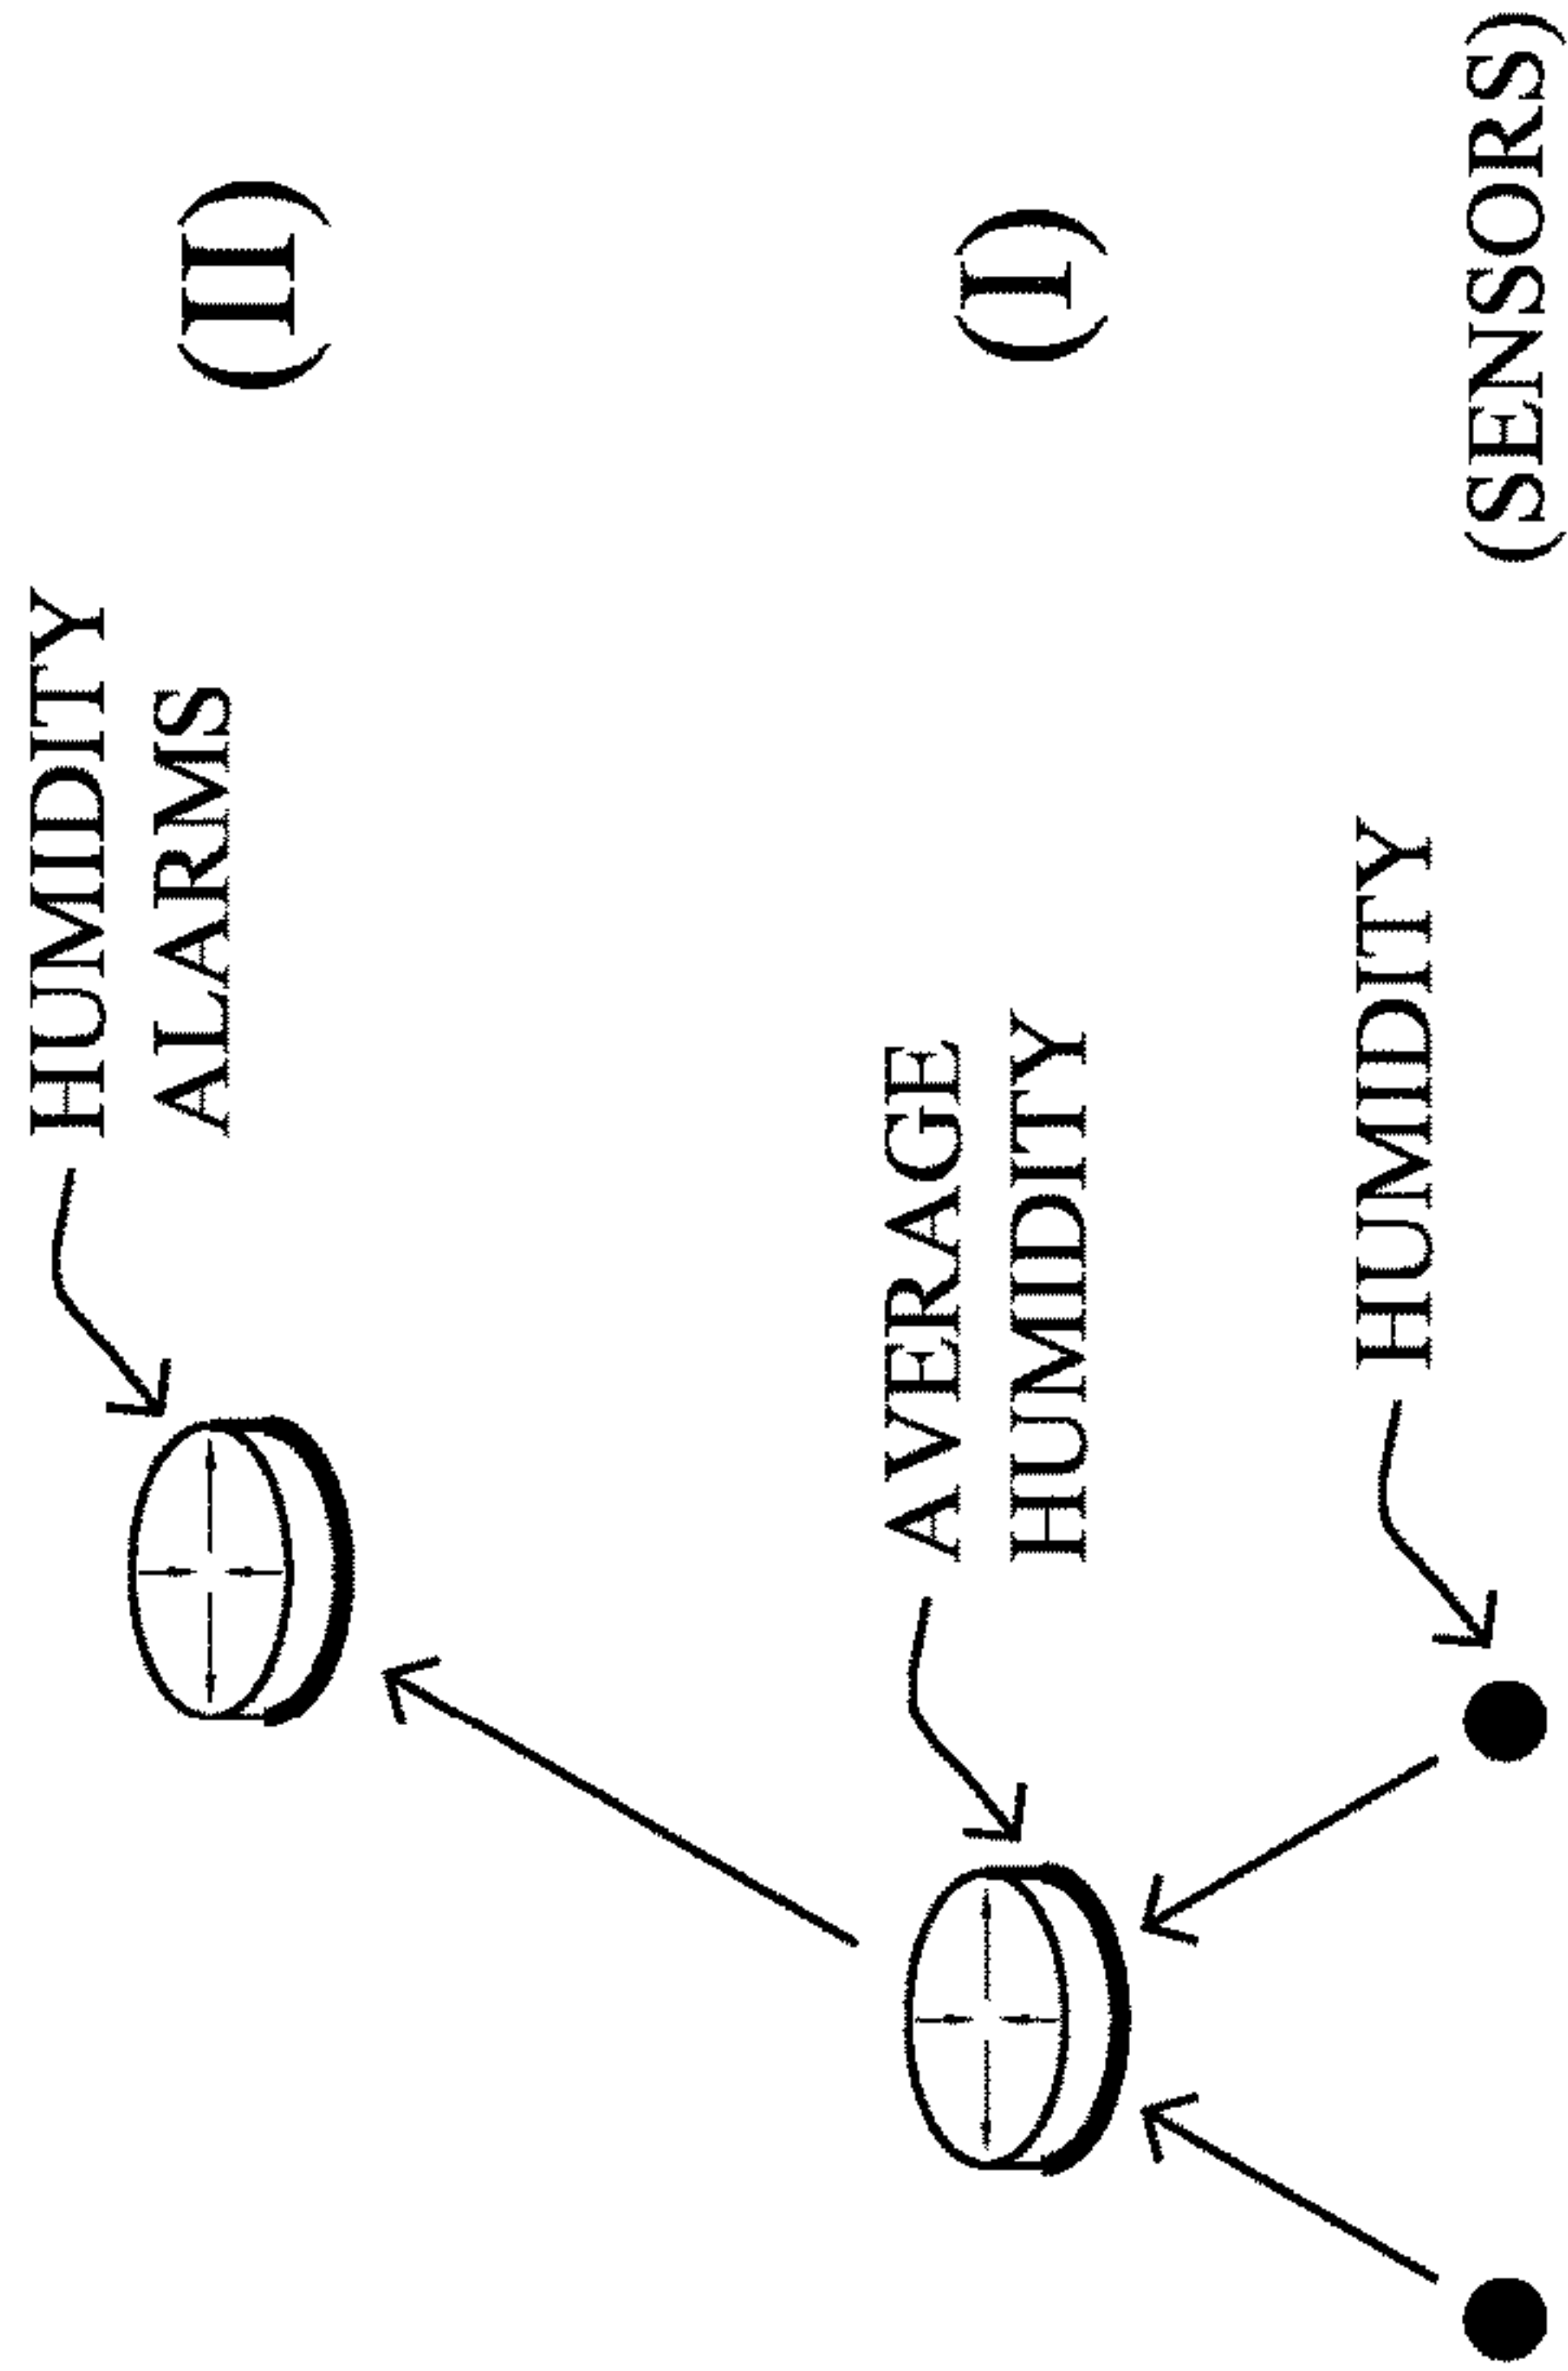 HUMIDITY
ALARMS
(II)
AVERAGE
HUMIDITY
(I)
HUMIDITY
(SENSORS)